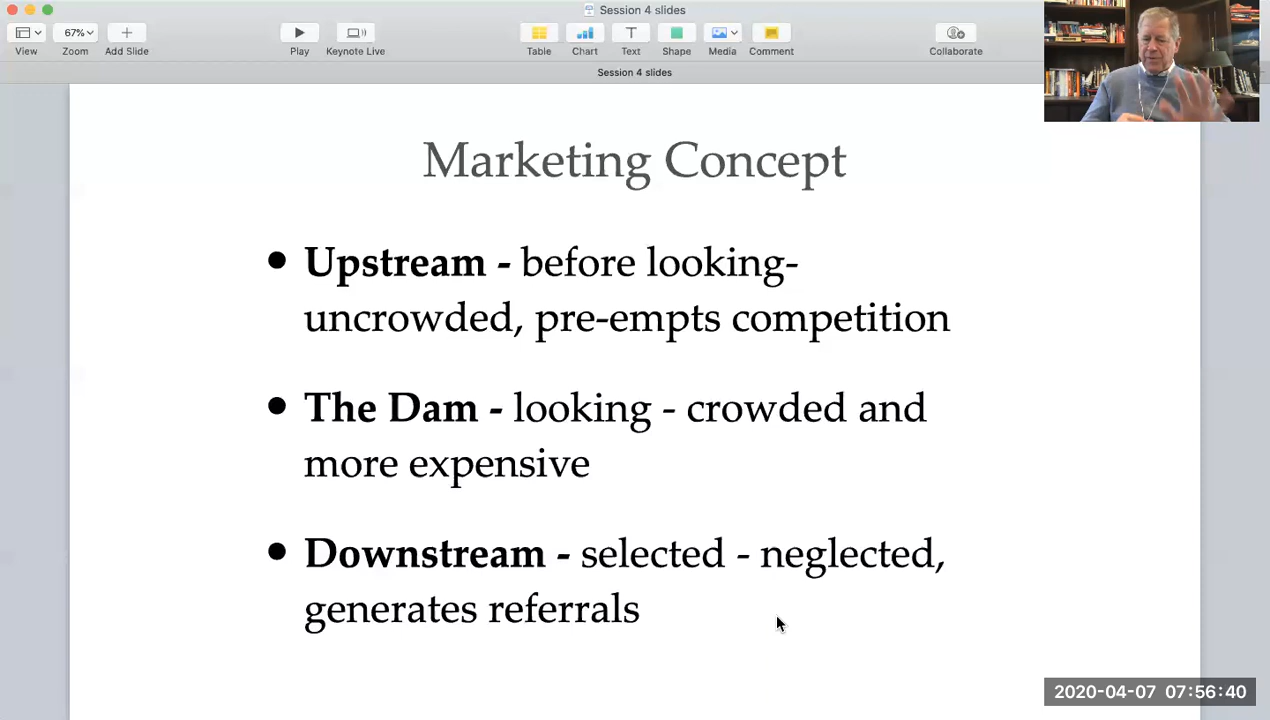 Session 4 slides
67%
View
Zoom
Add Slide
Play
Keynote Live
Table
Chart
Text
Shape
Media
Comment
Collaborate
Session 4 slides
Marketing Concept
• Upstream - before looking-
uncrowded, pre-empts competition
• The Dam - looking - crowded and
more expensive
• Downstream - selected - neglected,
generates referrals
2020-04-07 07:56:40